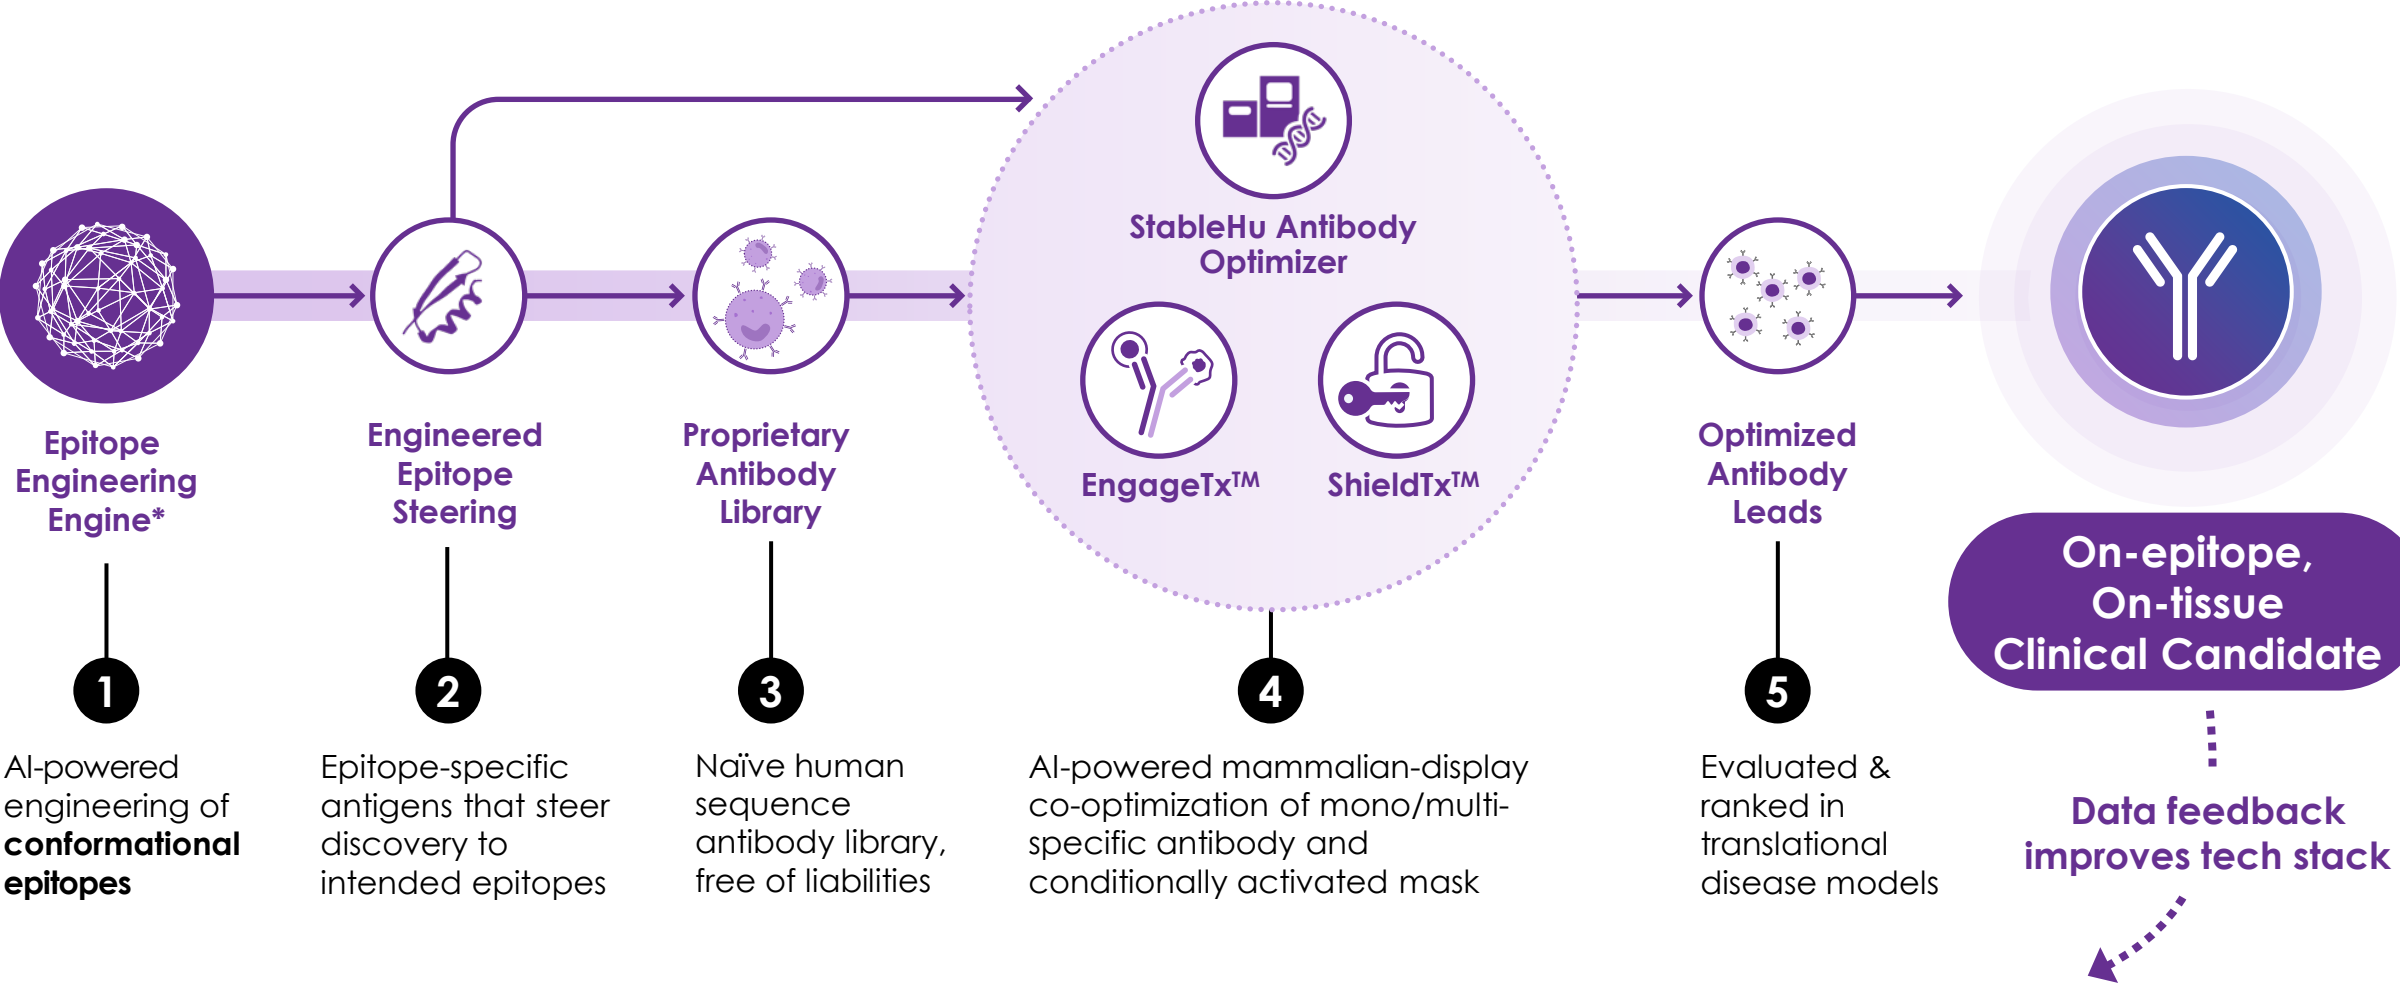 StableHu Antibody
Optimizer
EngageTx™
ShieldTx™
Epitope
Engineering
Engine*
Engineered
Epitope
Steering
Proprietary
Antibody
Library
Optimized
Antibody
Leads
On-epitope,
On-tissue
Clinical Candidate
1
AI-powered
engineering of
conformational
epitopes
2
Epitope-specific
antigens that steer
discovery to
intended epitopes
3
Naïve human
sequence
antibody library,
free of liabilities
4
AI-powered mammalian-display
co-optimization of mono/multi-
specific antibody and
conditionally activated mask
5
Evaluated &
ranked in
translational
disease models
Data feedback
improves tech stack